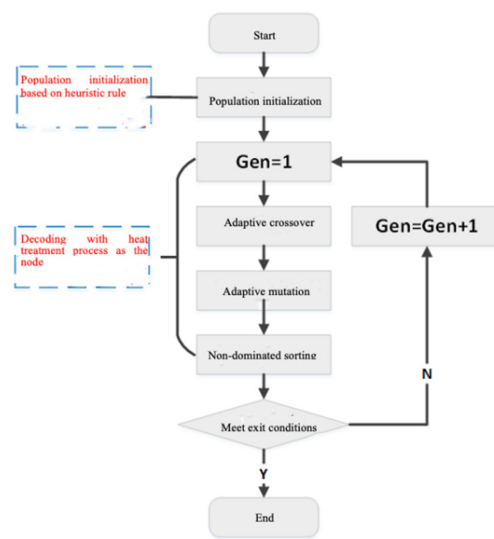 Start
Population initialization
based on heuristic rule
Population initialization
Gen=1
Adaptive crossover
Gen=Gen+1
Decoding with heat
treatment process as the
node
Adaptive mutation
Non-dominated sorting
N
Meet exit conditions
Y
End